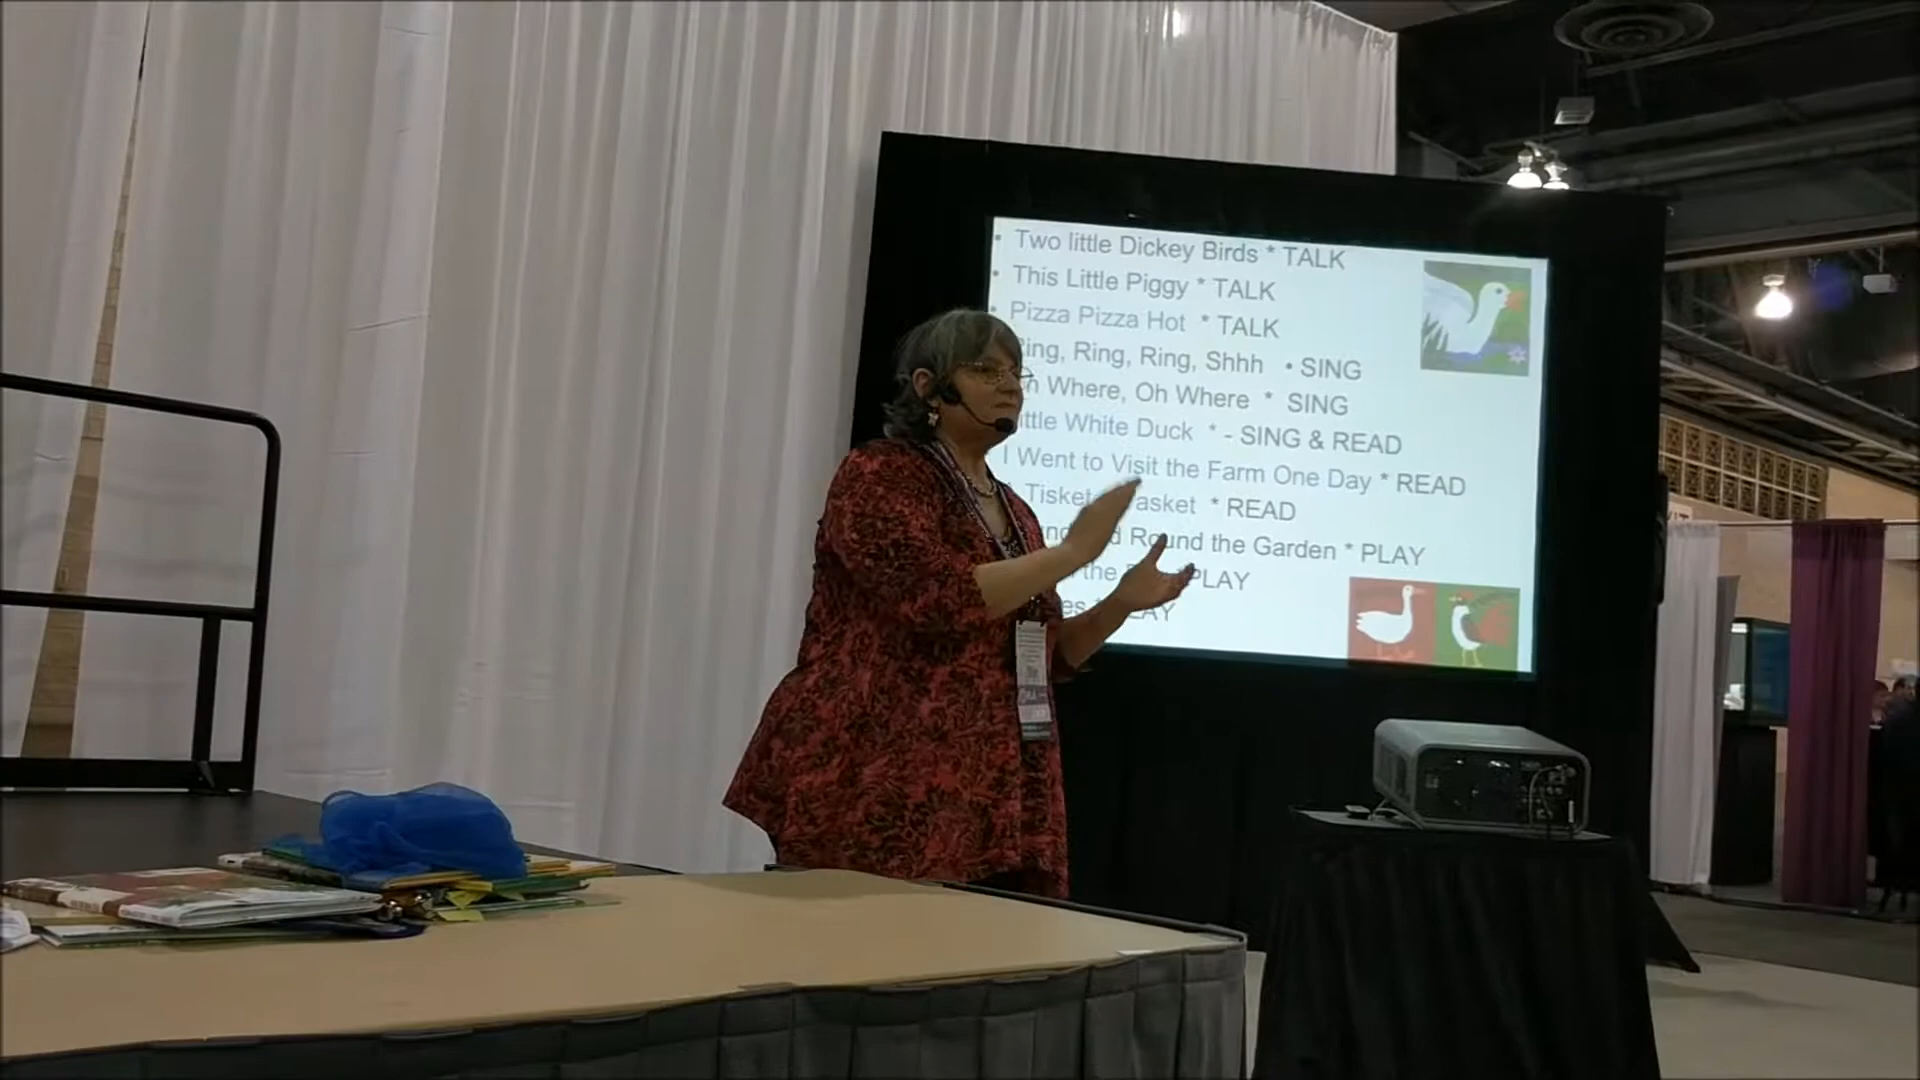 • Two little Dickey Birds * TALK
• This Little Piggy * TALK
• Pizza Pizza Hot * TALK
Ring, Ring, Ring, Shhh • SING
Where, Oh Where * SING
ittle White Duck * - SING & READ
I Went to Visit the Farm One Day * READ
Tisket asket * READ
Round the Garden * PLAY
the * PLAY
es * LAY